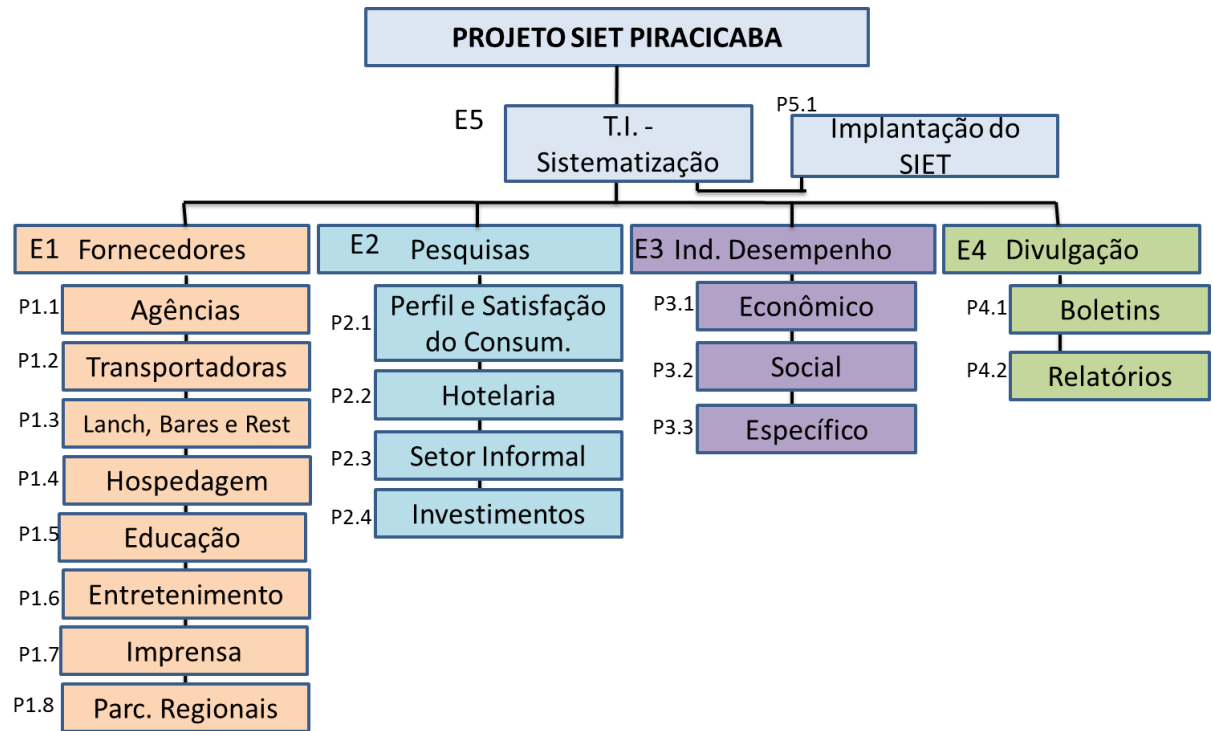 PROJETO SIET PIRACICABA
E5
T.I. -
Sistematização
P5.1
Implantação do
SIET
E1 Fornecedores
P1.1 Agências
P1.2 Transportadoras
P1.3 Lanch, Bares e Rest
P1.4 Hospedagem
P1.5 Educação
P1.6 Entretenimento
P1.7 Imprensa
P1.8 Parc. Regionais
E2 Pesquisas
P2.1 Perfil e Satisfação
do Consum.
P2.2 Hotelaria
P2.3 Setor Informal
P2.4 Investimentos
E3 Ind. Desempenho
P3.1 Econômico
P3.2 Social
P3.3 Específico
E4 Divulgação
P4.1 Boletins
P4.2 Relatórios